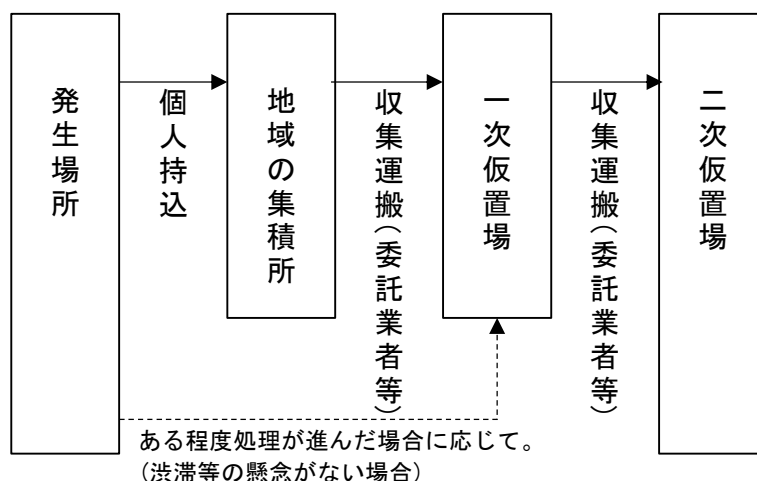 発生場所
個人持込
地域の集積所
収集運搬（委託業者等）
一次仮置場
収集運搬（委託業者等）
二次仮置場
ある程度処理が進んだ場合に応じて。
（渋滞等の懸念がない場合）